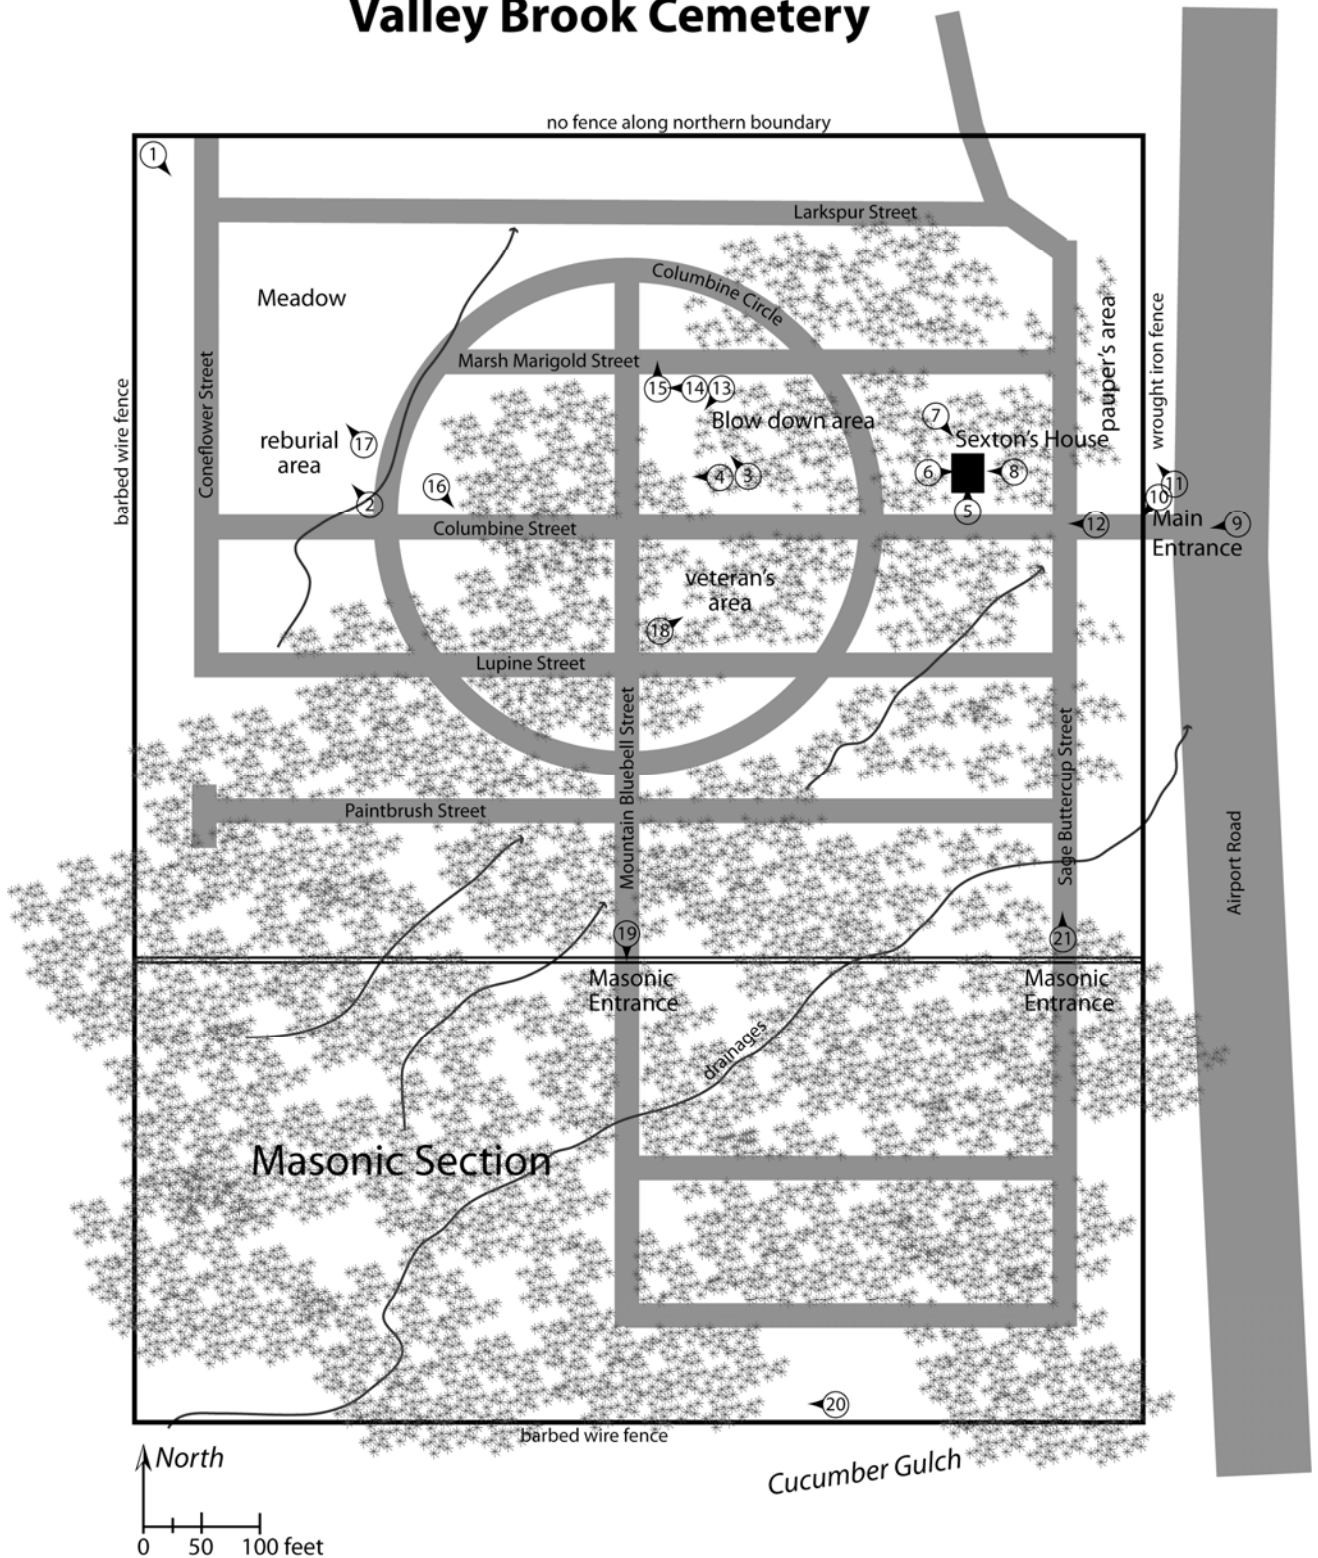 Valley Brook Cemetery
no fence along northern boundary
1
Larkspur Street
Columbine Circle
Meadow
pauper's area
wrought iron fence
Marsh Marigold Street
Coneflower Street
barbed wire fence
15
14
13
Blow down area
7
Sexton's House
reburial
area
17
6
8
4
3
16
2
5
11
10
Columbine Street
12
Main
Entrance
9
veteran's
area
18
Lupine Street
Mountain Bluebell Street
Sage Buttercup Street
Paintbrush Street
Airport Road
19
21
Masonic
Entrance
Masonic
Entrance
drainages
Masonic Section
20
barbed wire fence
North
Cucumber Gulch
0 50 100 feet